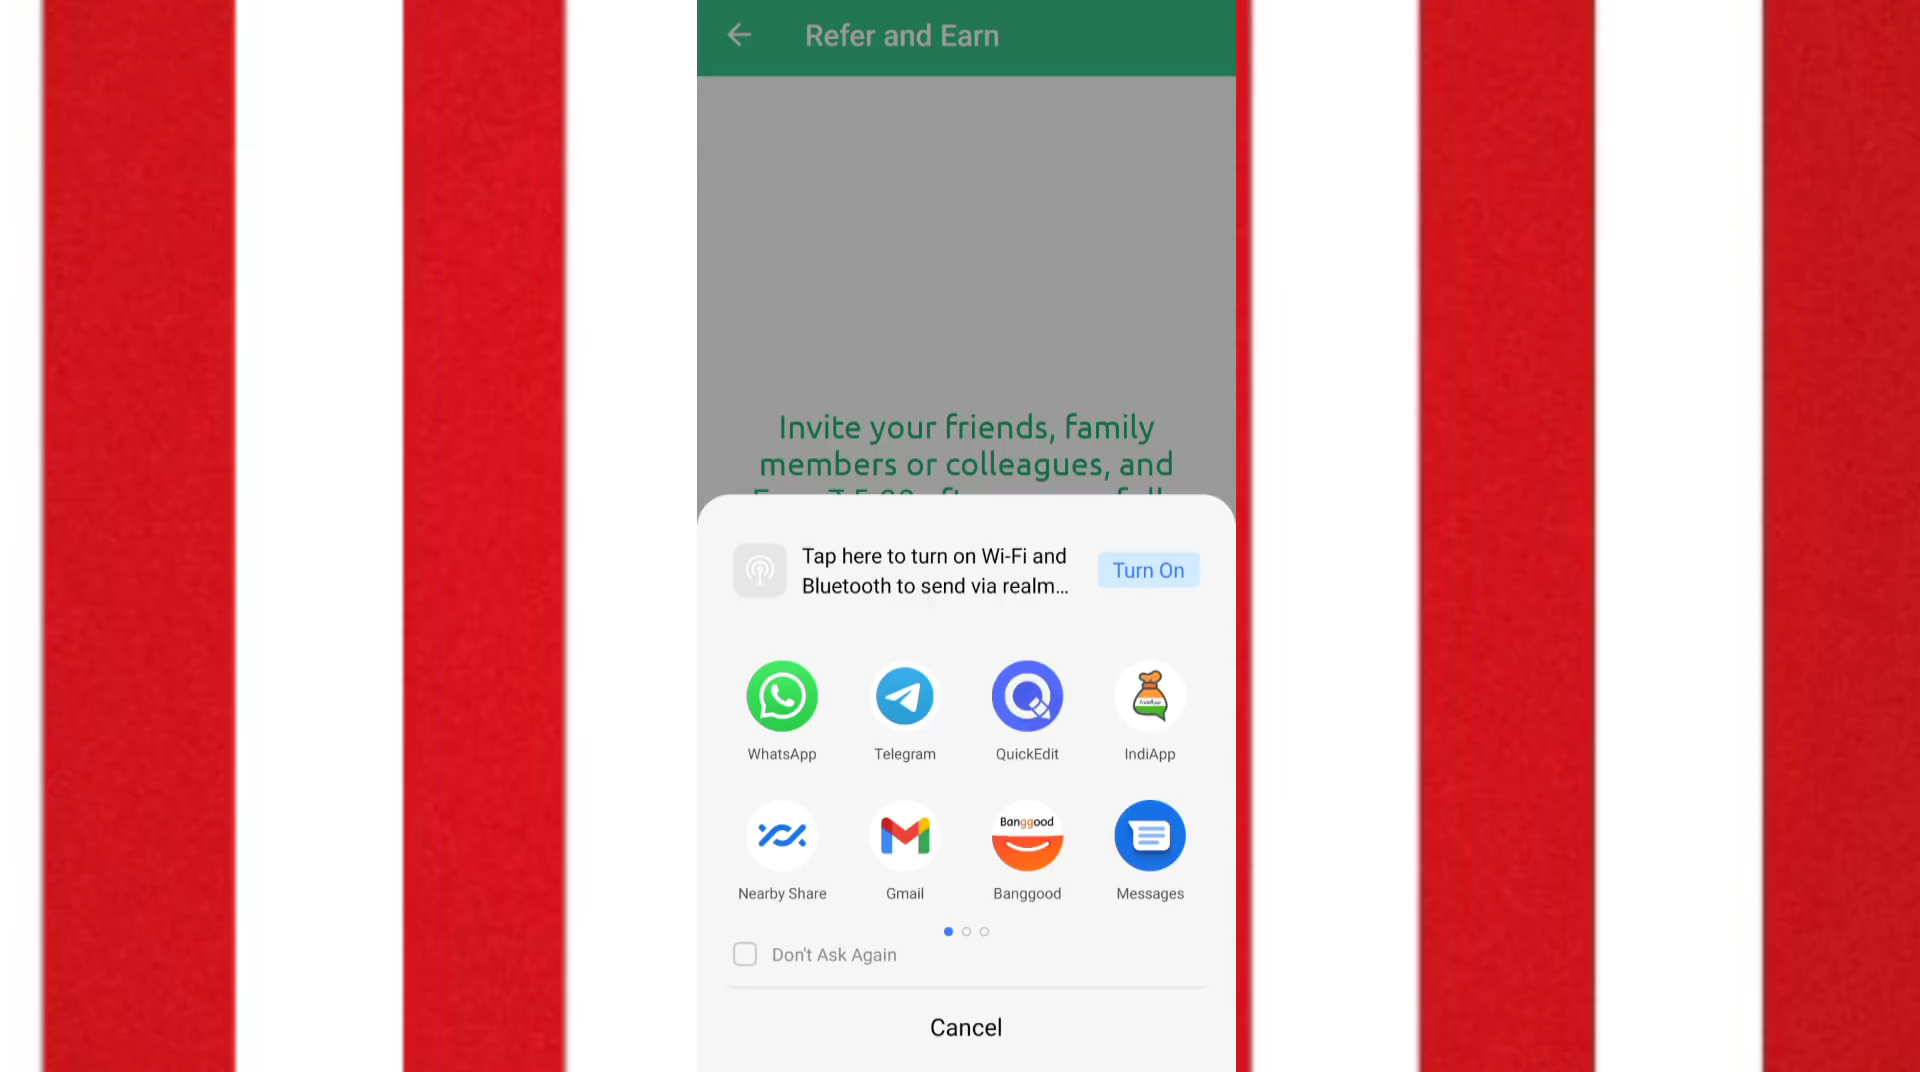 Refer and Earn
Invite your friends, family
members or colleagues, and
Tap here to turn on Wi-Fi and
Bluetooth to send via realm...
Turn On
WhatsApp
Telegram
QuickEdit
IndiApp
Nearby Share
Gmail
Banggood
Banggood
Messages
Don't Ask Again
Cancel